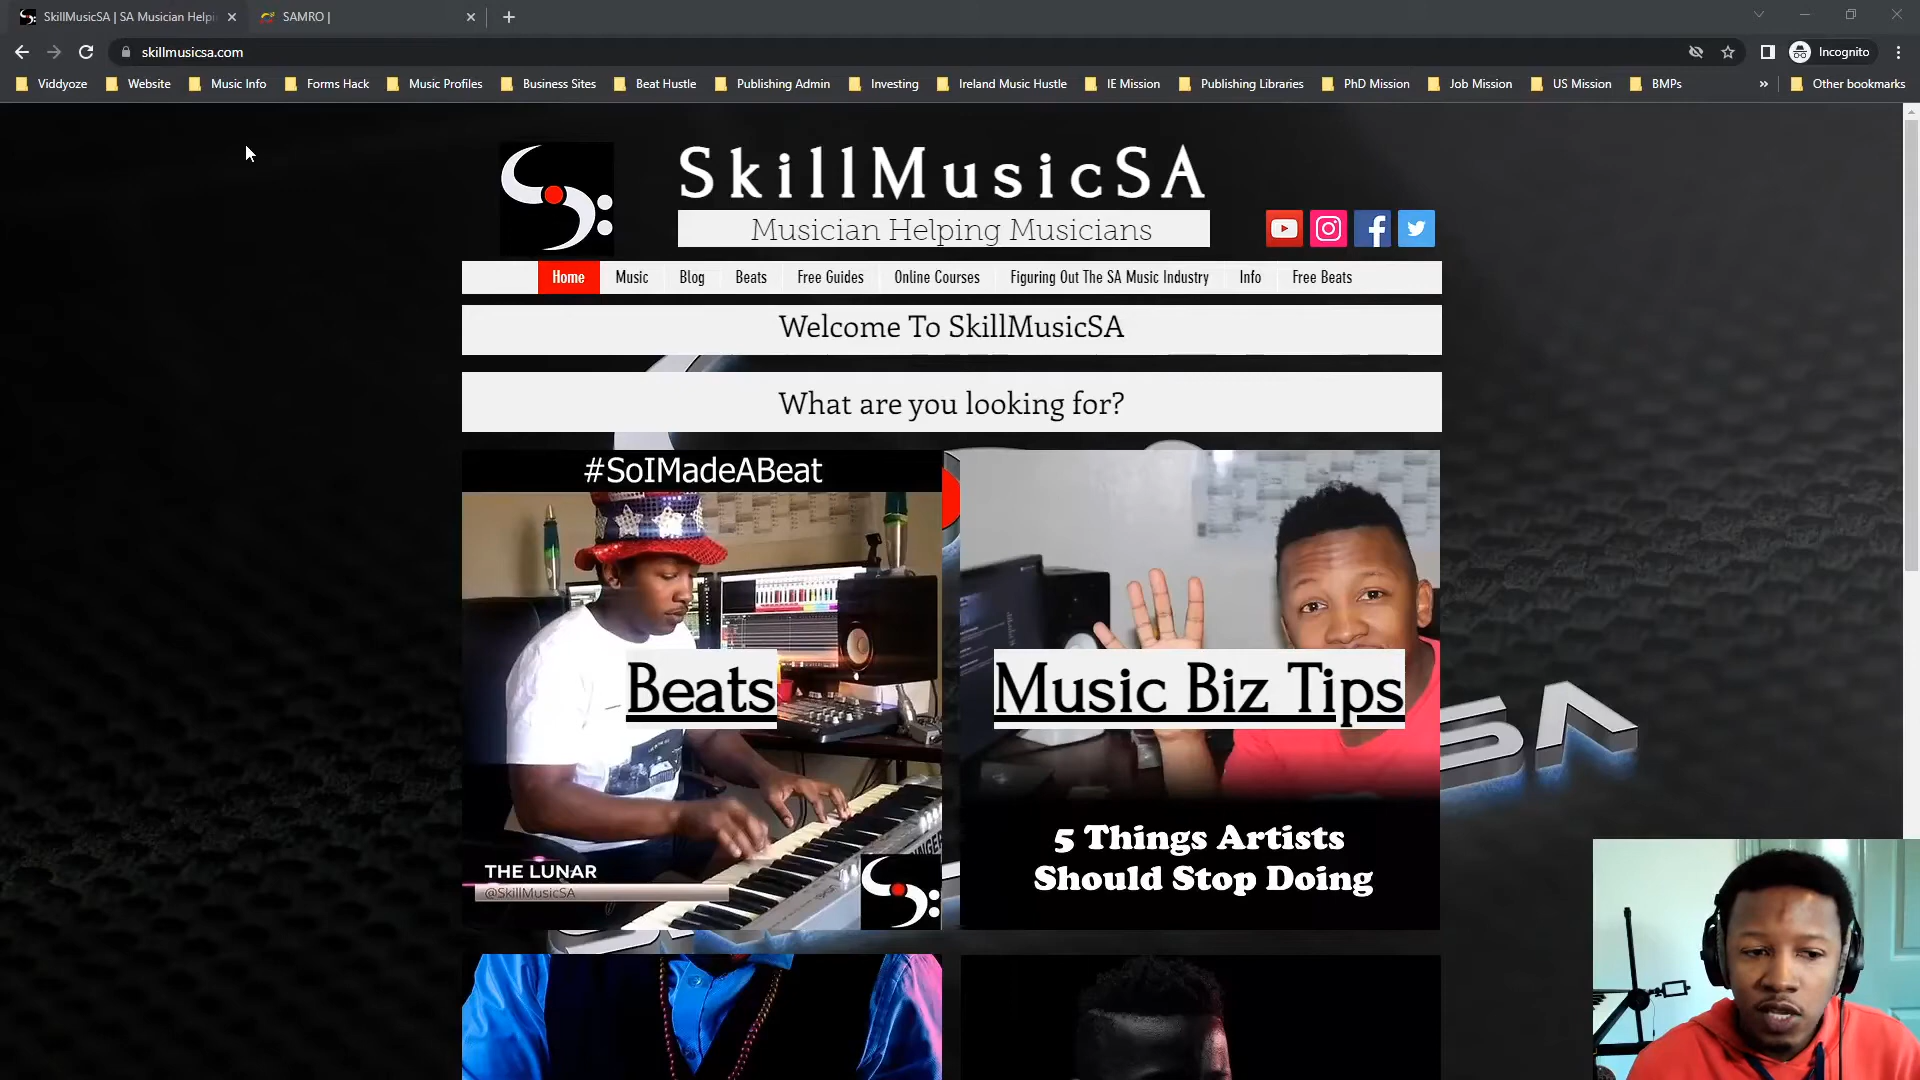 SkillMusicSA | SA Musician Helpi
SAMRO |
skillmusicsa.com
Incognito
Viddyoze
Website
Music Info
Forms Hack
Music Profiles
Business Sites
Beat Hustle
Publishing Admin
Investing
Ireland Music Hustle
IE Mission
Publishing Libraries
PhD Mission
Job Mission
US Mission
BMPs
»
Other bookmarks
SkillMusicSA
Musician Helping Musicians
Home
Music
Blog
Beats
Free Guides
Online Courses
Figuring Out The SA Music Industry
Info
Free Beats
Welcome To SkillMusicSA
What are you looking for?
#SoIMadeABeat
Beats
Music Biz Tips
THE LUNAR
@SkillMusicSA
5 Things Artists
Should Stop Doing
SA